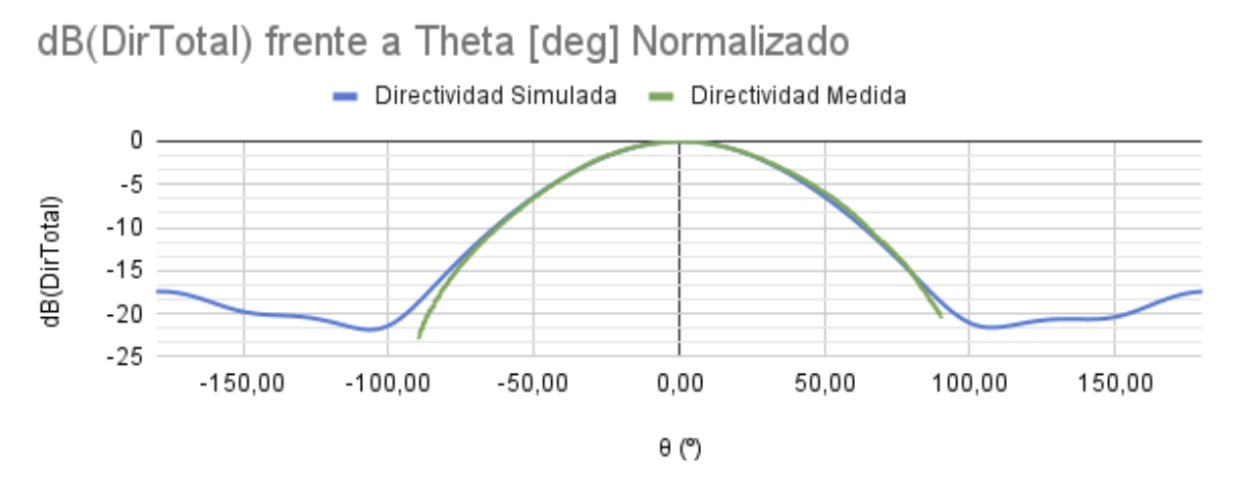 dB(DirTotal) frente a Theta [deg] Normalizado
Directividad Simulada Directividad Medida
0
-5
-10
-15
-20
-25
dB(DirTotal)
-150,00 -100,00 -50,00 0,00 50,00 100,00 150,00
θ (º)